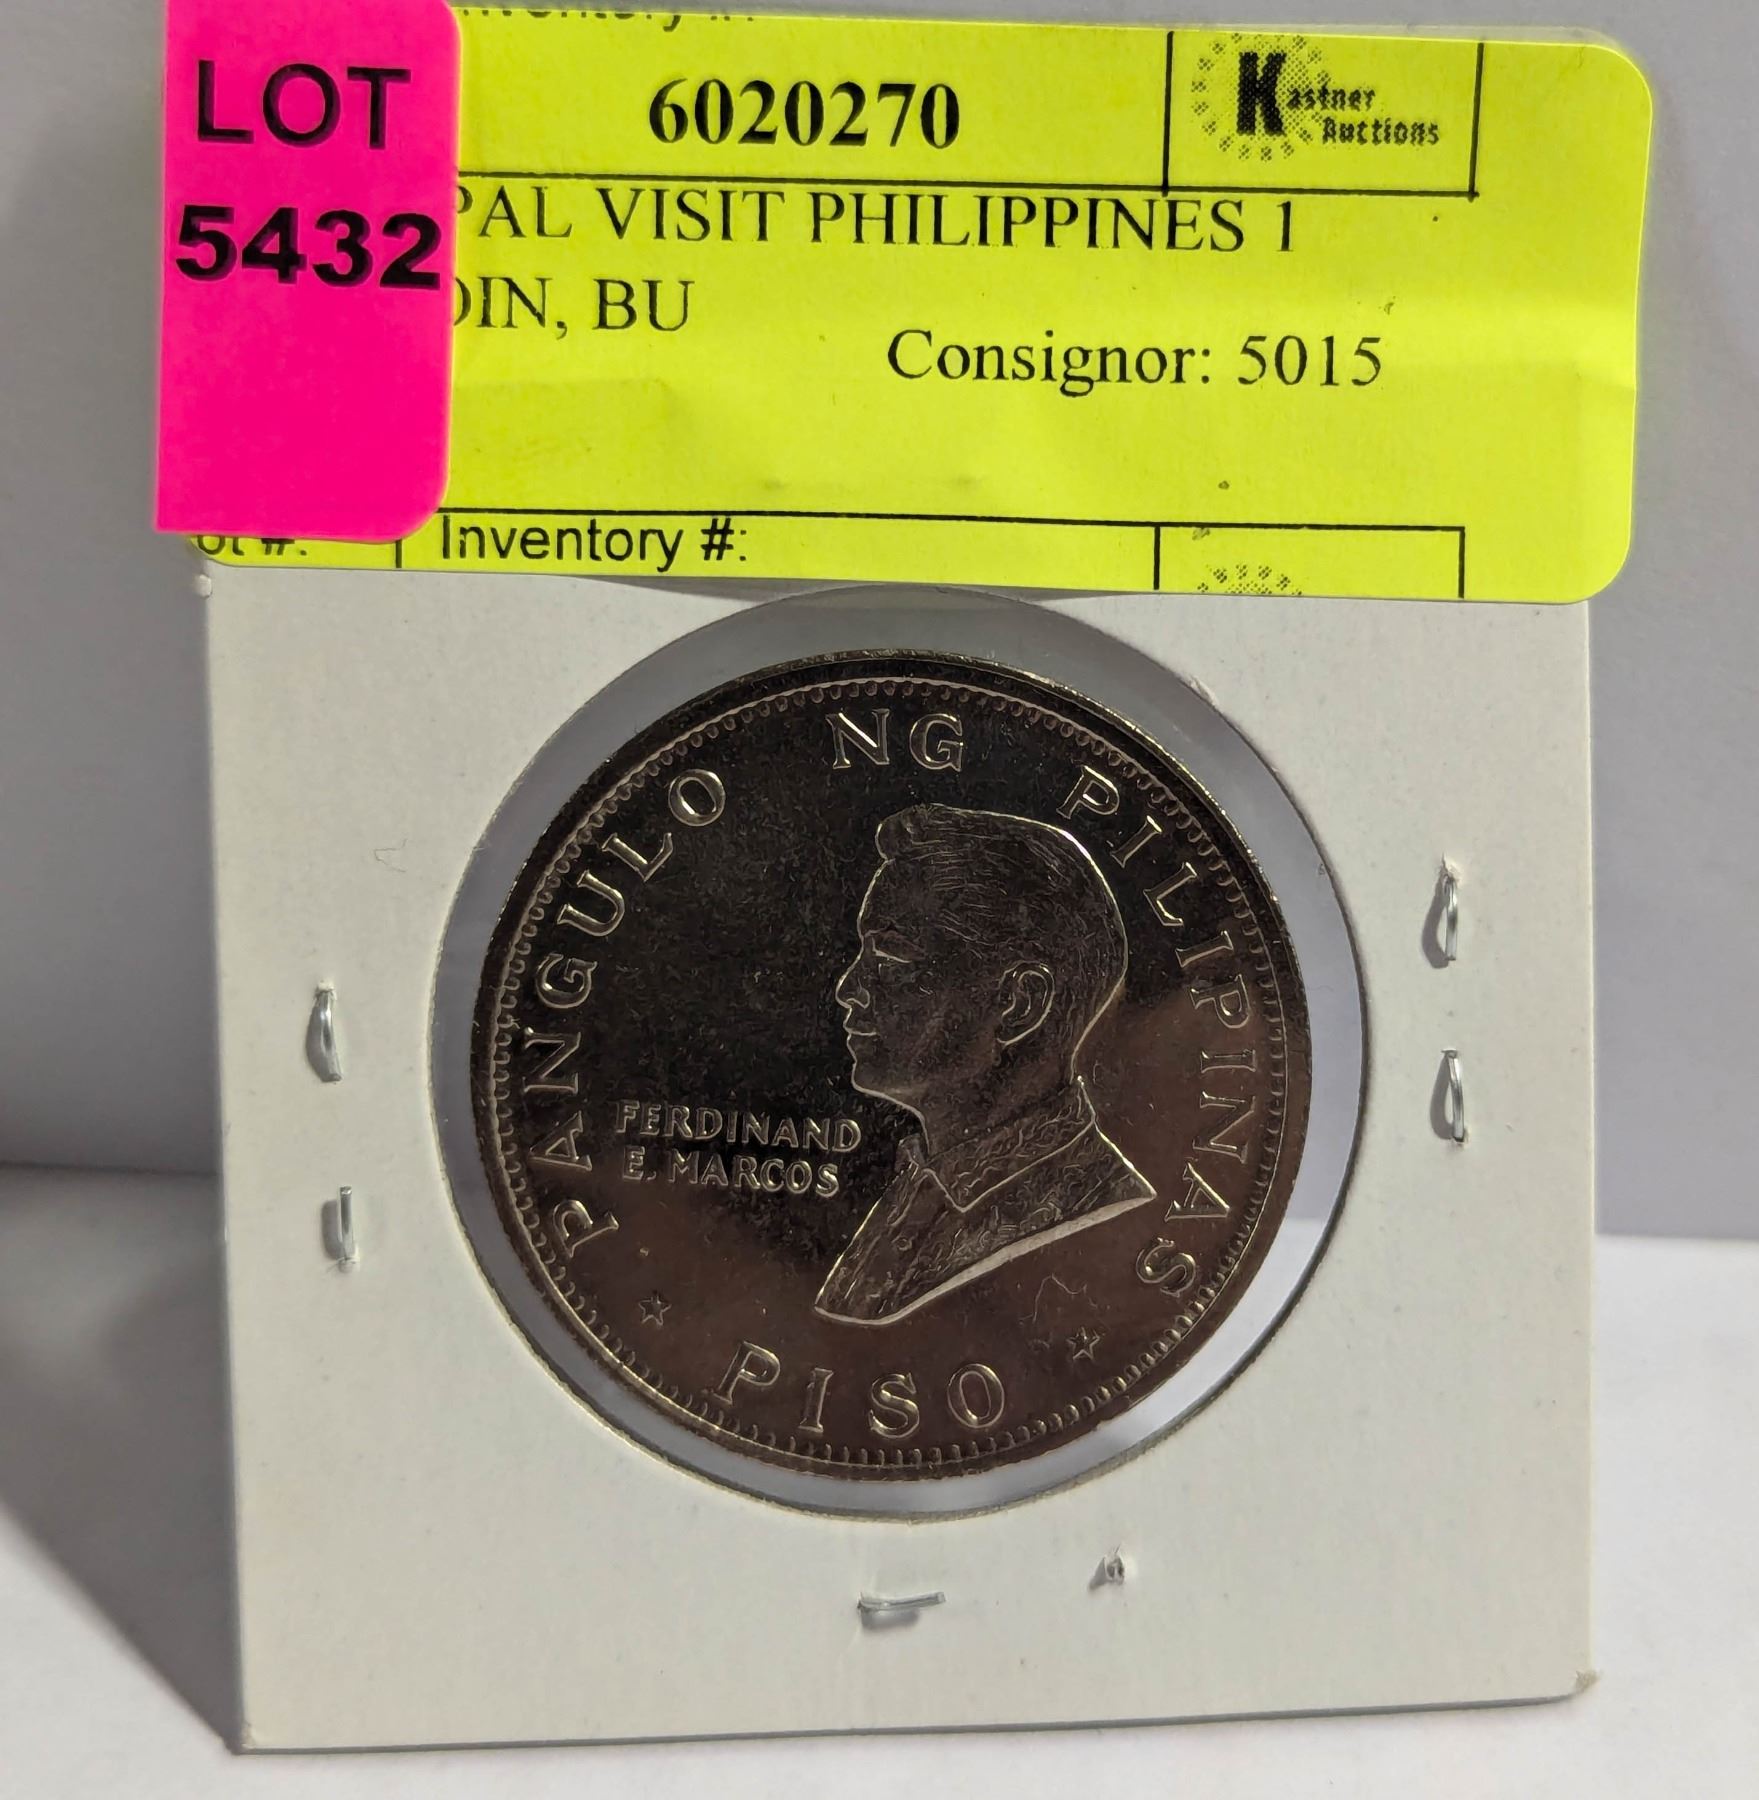 LOT
5432
6020270
Kastner
Auctions
PAL VISIT PHILIPPINES 1
OIN, BU
Consignor: 5015
Inventory #:
PANGULO NG PILIPINAS
FERDINAND
E. MARCOS
PISO